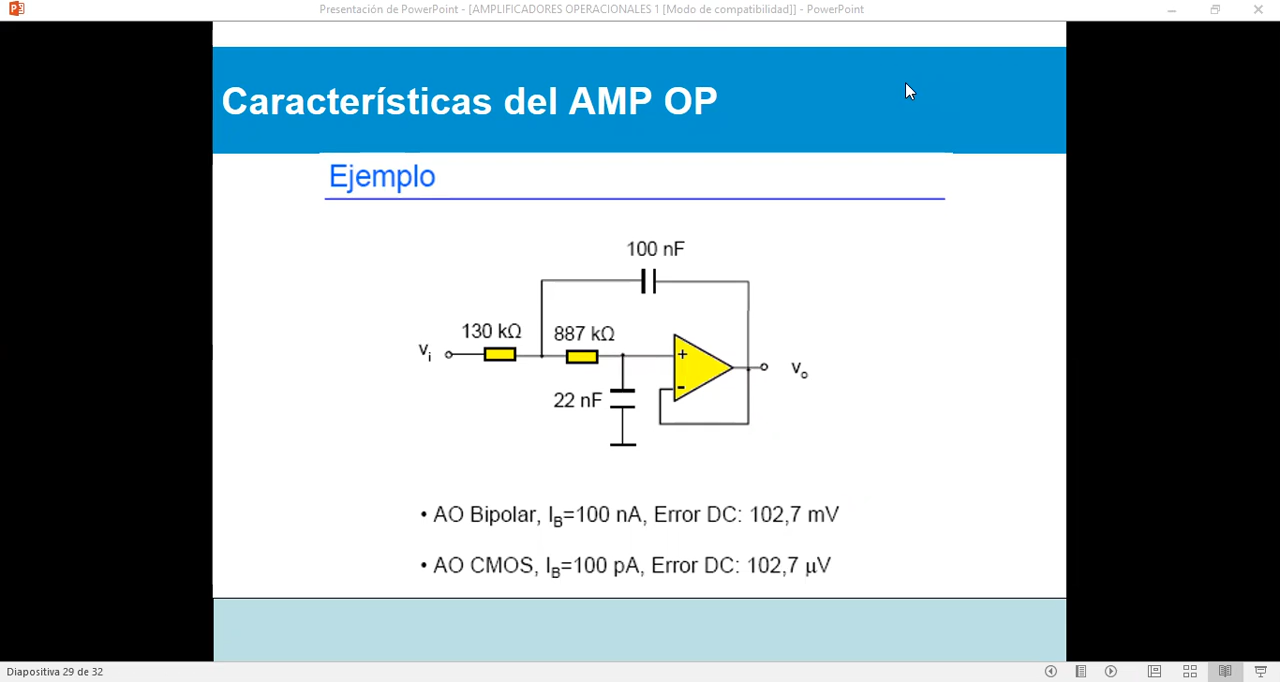 Presentación de PowerPoint - [AMPLIFICADORES OPERACIONALES 1 [Modo de compatibilidad]] - PowerPoint
Características del AMP OP
Ejemplo
100 nF
130 kΩ
887 kΩ
vi
+
-
vo
22 nF
• AO Bipolar, IB=100 nA, Error DC: 102,7 mV
• AO CMOS, IB=100 pA, Error DC: 102,7 µV
Diapositiva 29 de 32